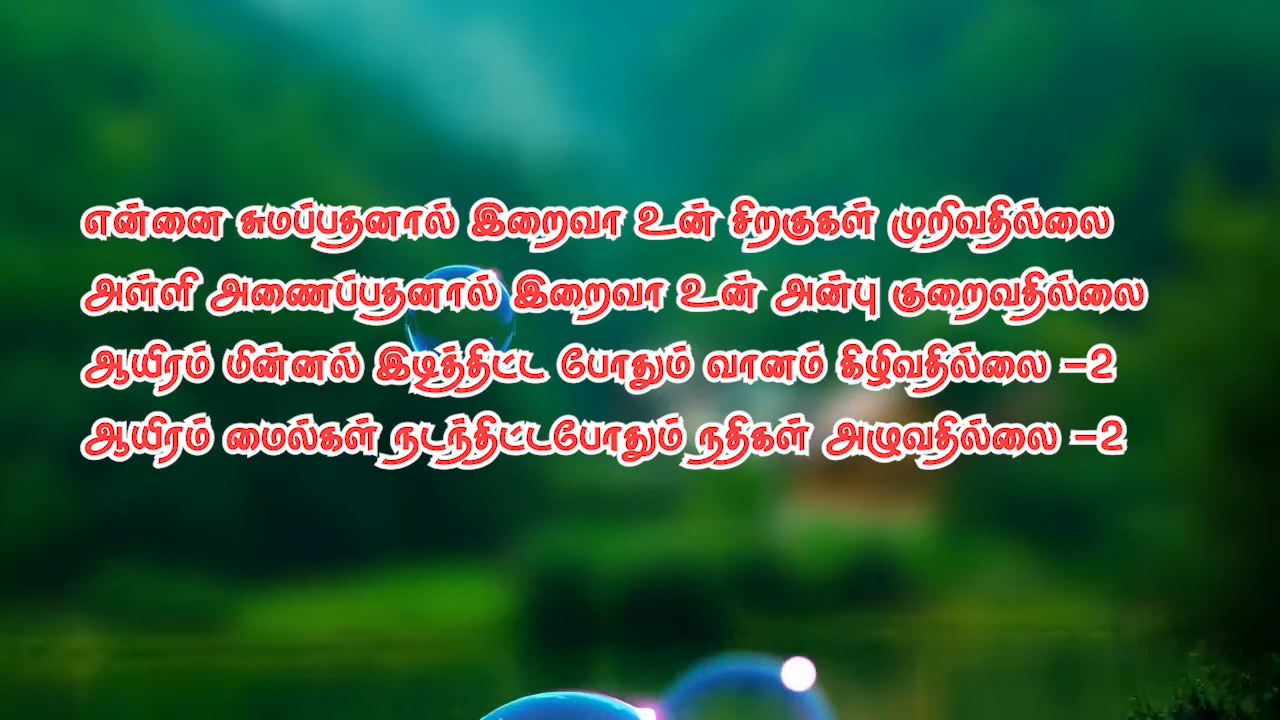 என்னை சுமப்பதனால் இறைவா உன் சிறகுகள் முறிவதில்லை
அள்ளி அணைப்பதனால் இறைவா உன் அன்பு குறைவதில்லை
ஆயிரம் மின்னல் இடித்திட்ட போதும் வானம் கிழிவதில்லை -2
ஆயிரம் மைல்கள் நடந்திட்டபோதும் நதிகள் அழுவதில்லை -2